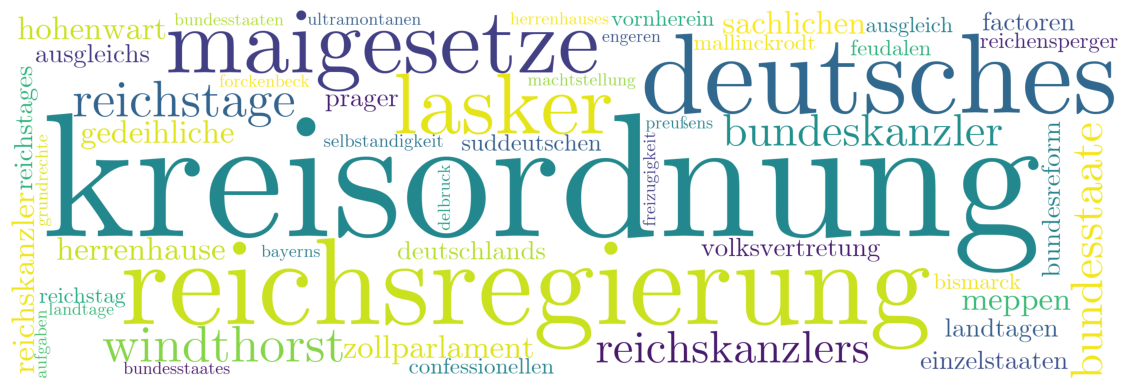 hohenwart
bundesstaaten
ultramontanen
herrenhauses
vornherein
sachlichen
ausgleich
factoren
ausgleichs
maigesetze
engeren
mallinckrodt
feudalen
reichensperger
forckenbeck
machtstellung
deutsches
reichstage
prager
lasker
reichstages
gedeihliche
selbstandigkeit
suddeutschen
preußens
bundeskanzler
kreisordnung
grundrechte
delbruck
freizugigkeit
bundesreform
bundesstaate
reichskanzler
herrenhause
bayerns
deutschlands
volksvertretung
reichsregierung
bismarck
reichstag
landtage
meppen
aufgaben
windthorst
zollparlament
reichskanzlers
landtagen
bundesstaates
confessionellen
einzelstaaten